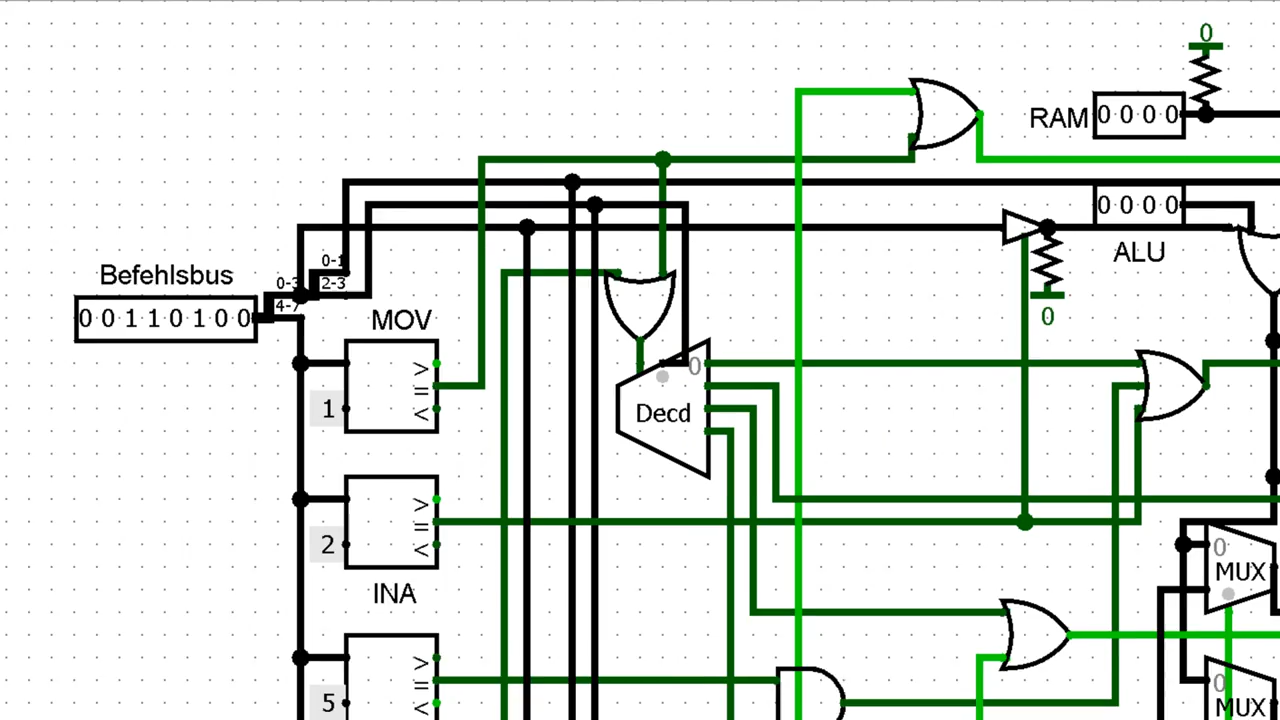 0
RAM
0 0 0 0
0-1
0 0 0 0
Befehlsbus
0-3
2-3
ALU
0 0 1 1 0 1 0 0
4-7
MOV
0
>
=
<
1
0
Decd
>
=
<
2
0
MUX
INA
>
=
<
5
0
MUX